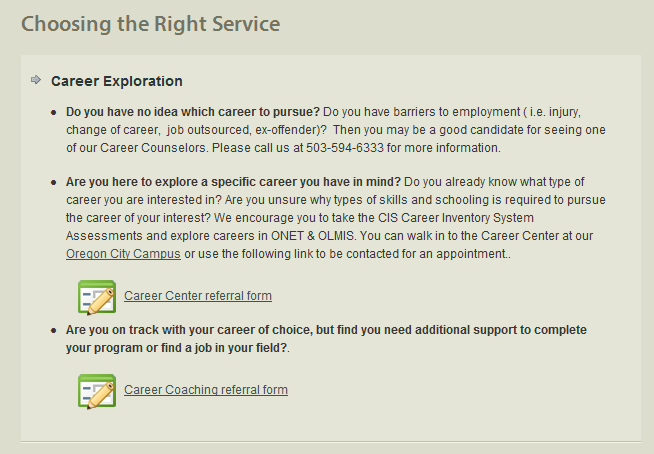 Choosing the Right Service
Career Exploration
Do you have no idea which career to pursue? Do you have barriers to employment ( i.e. injury,
change of career,  job outsourced, ex-offender)?  Then you may be a good candidate for seeing one
of our Career Counselors. Please call us at 503-594-6333 for more information.
Are you here to explore a specific career you have in mind? Do you already know what type of
career you are interested in? Are you unsure why types of skills and schooling is required to pursue
the career of your interest? We encourage you to take the CIS Career Inventory System
Assessments and explore careers in ONET & OLMIS. You can walk in to the Career Center at our
Oregon City Campus or use the following link to be contacted for an appointment..
Career Center referral form
Are you on track with your career of choice, but find you need additional support to complete
your program or find a job in your field?.
Career Coaching referral form